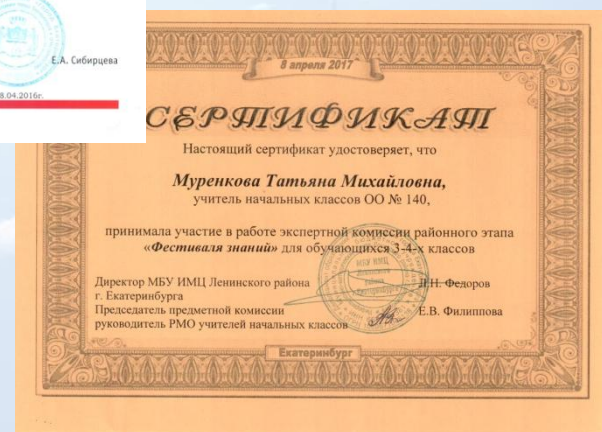 Е.А. Сибирцева
8.04.2016г.
8 апреля 2017
СЕРТИФИКАТ
Настоящий сертификат удостоверяет, что
Муренкова Татьяна Михайловна,
учитель начальных классов ОО № 140,
принимала участие в работе экспертной комиссии районного этапа
«Фестиваля знаний» для обучающихся 3-4-х классов
Директор МБУ ИМЦ Ленинского района
г. Екатеринбурга
Л.Н. Федоров
Председатель предметной комиссии
руководитель РМО учителей начальных классов
Е.В. Филиппова
Екатеринбург